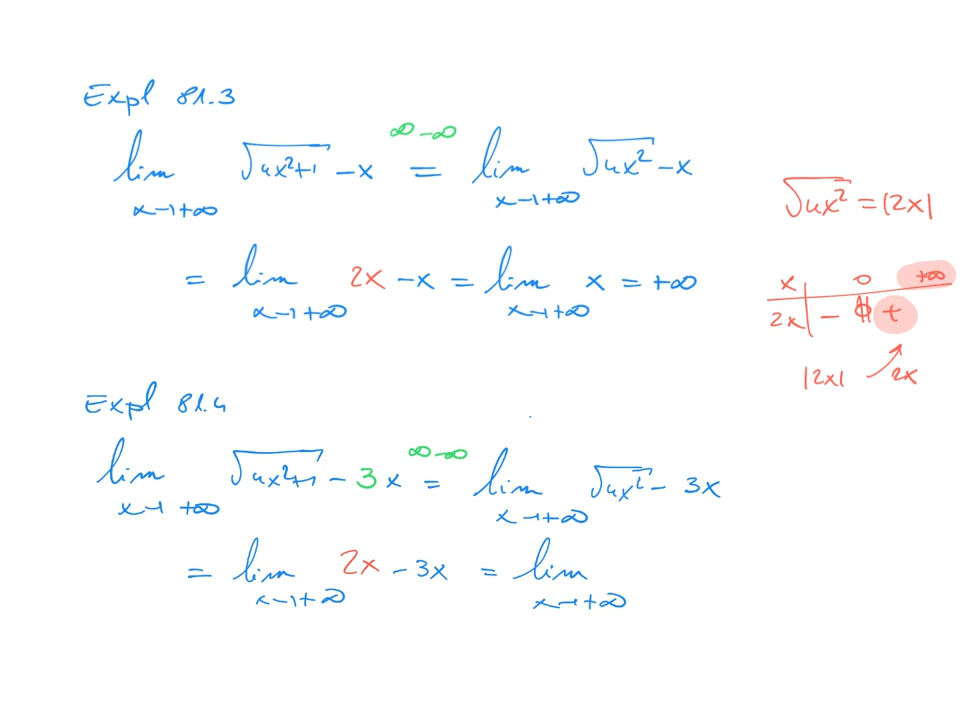 Expl 81.3
∞-∞
lim √4x²+1 - x = lim √4x² - x
x→+∞ x→+∞
= lim 2x - x = lim x = +∞
x→+∞ x→+∞
√4x² = |2x|
x 0 +∞
2x - 0 +
|2x| 2x
Expl 81.4
∞-∞
lim √4x²+1 - 3x = lim √4x² - 3x
x→+∞ x→+∞
= lim 2x - 3x = lim
x→+∞ x→+∞